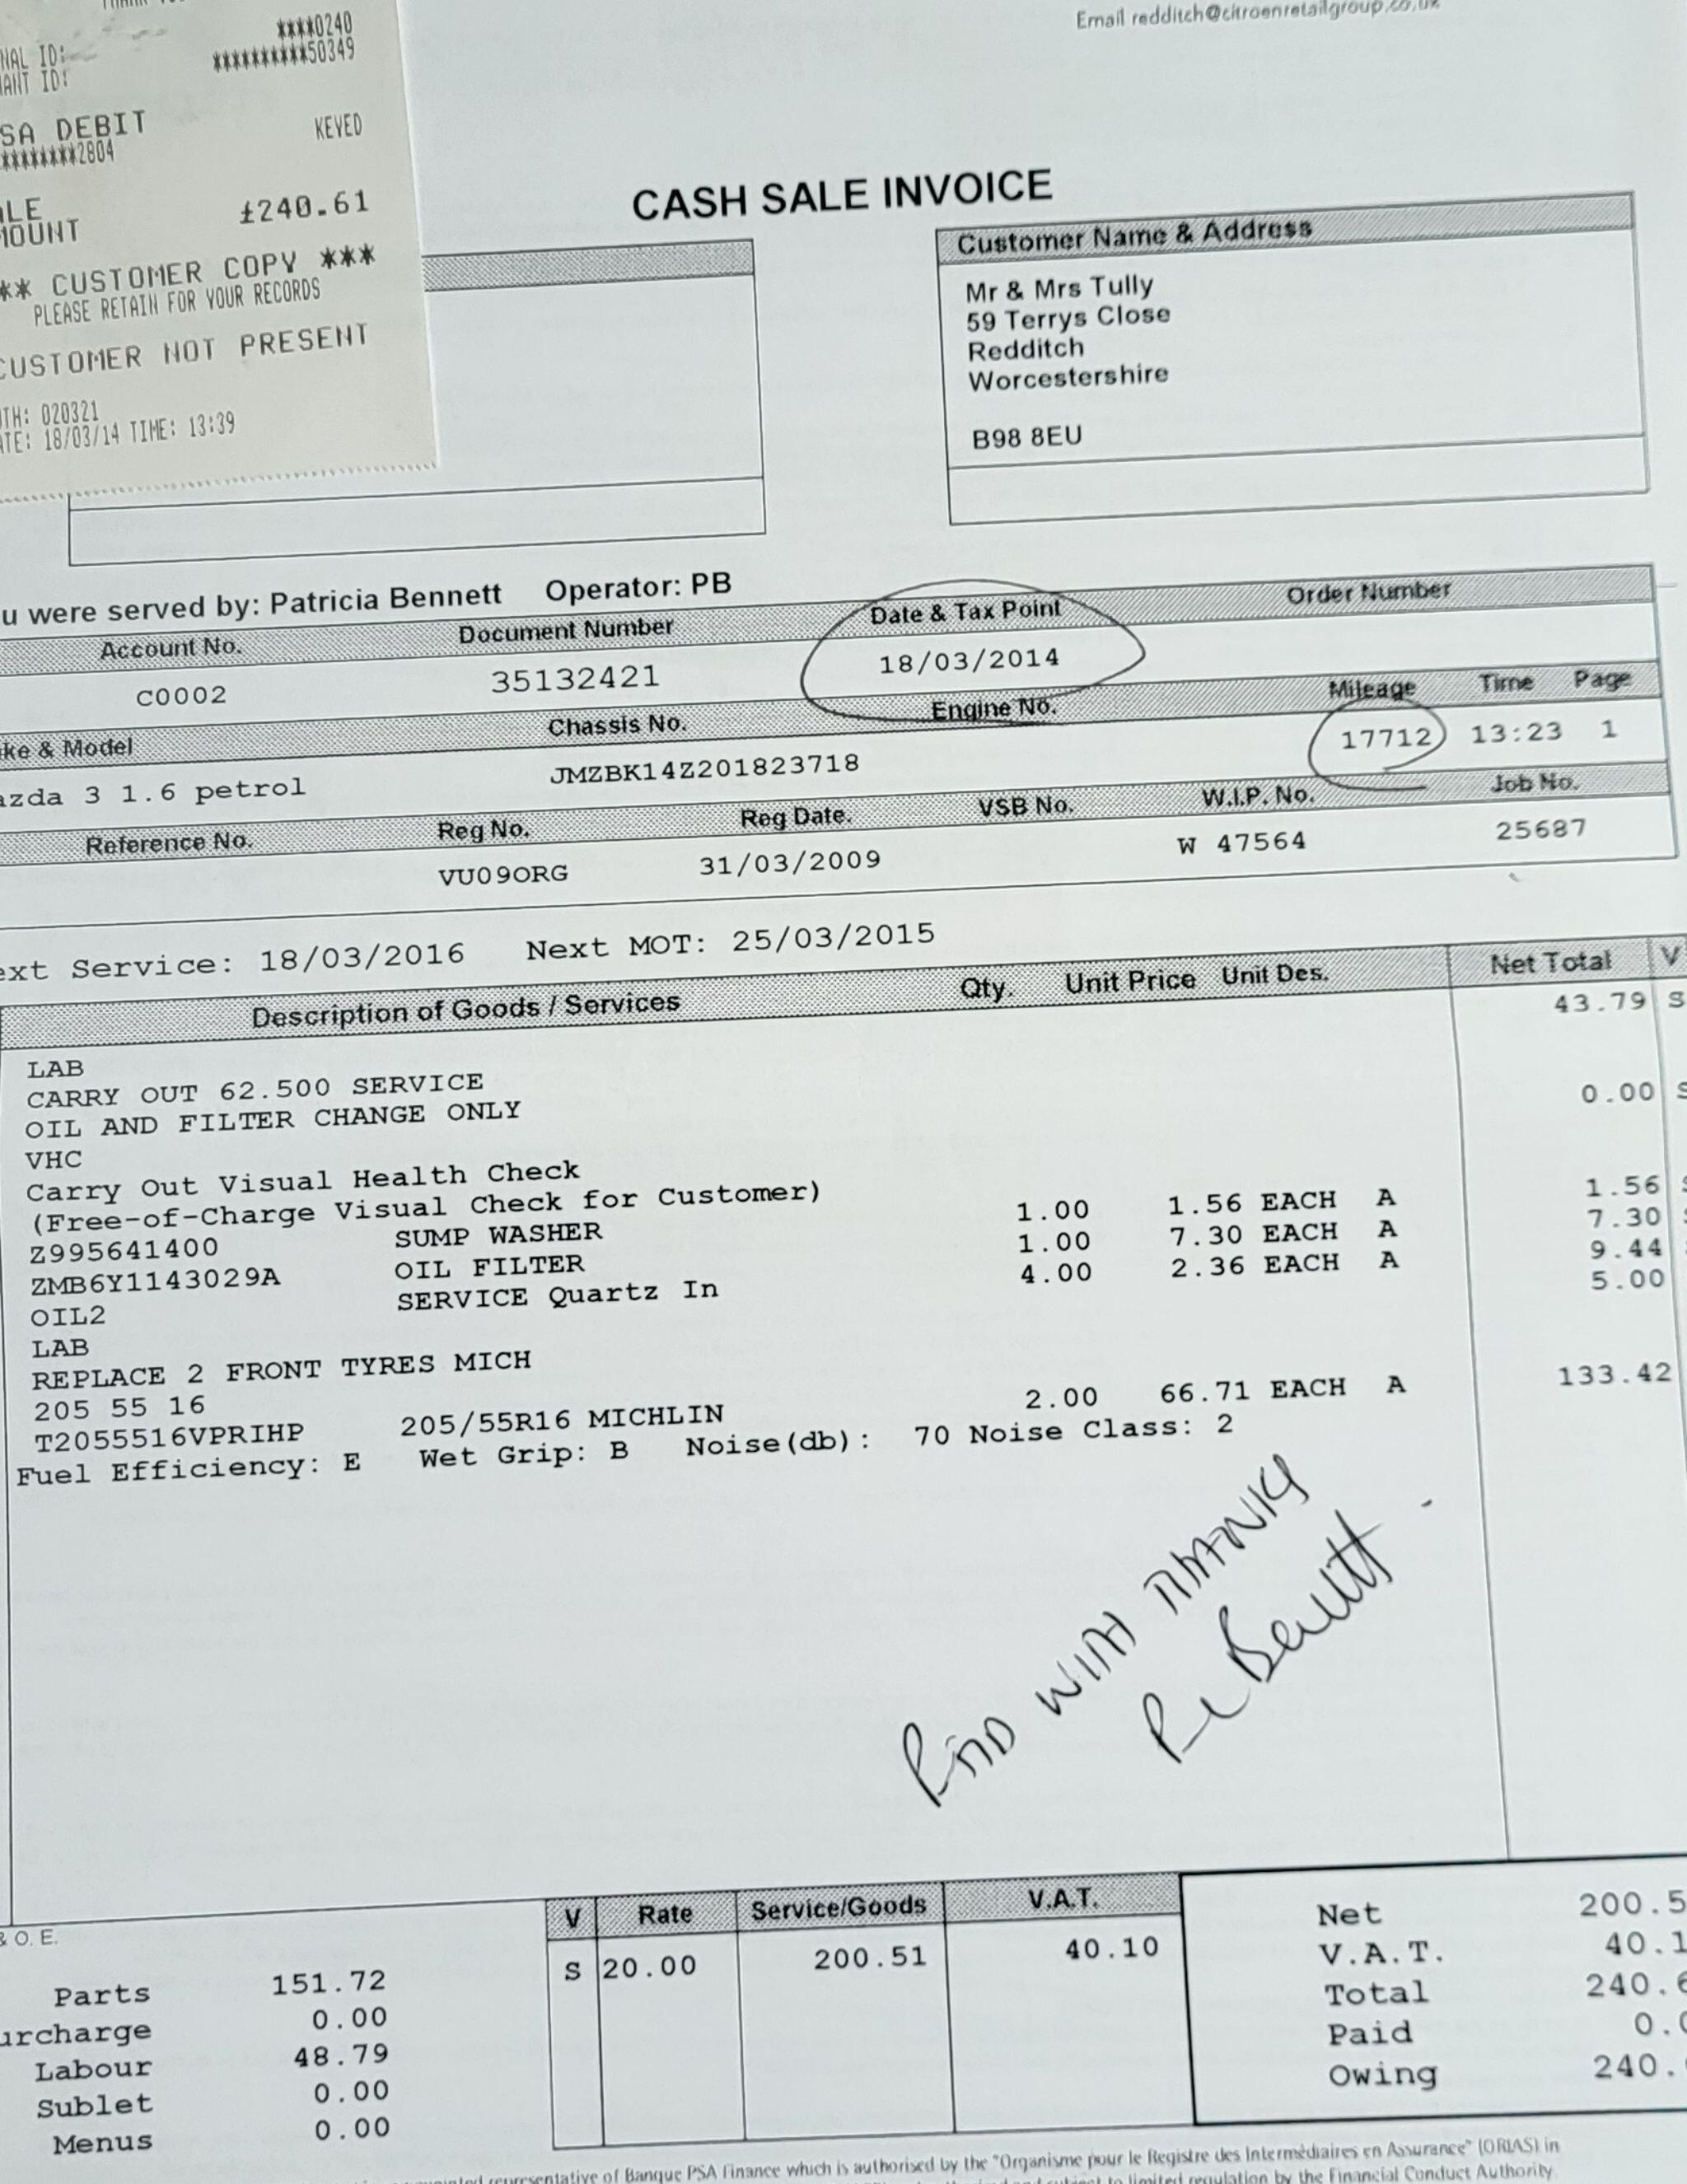 Email redditch@citroenretailgroup.co.uk
****0240
NAL ID:
**********50349
ANT ID:
SA DEBIT
KEYED
********2804
LE
£240.61
MOUNT
** CUSTOMER COPY ***
PLEASE RETAIN FOR YOUR RECORDS
CUSTOMER NOT PRESENT
TH: 020321
ATE: 18/03/14 TIME: 13:39
CASH SALE INVOICE
Customer Name & Address
Mr & Mrs Tully
59 Terrys Close
Redditch
Worcestershire
B98 8EU
u were served by: Patricia Bennett Operator: PB
Account No. Document Number Date & Tax Point Order Number
C0002 35132421 18/03/2014
ke & Model Chassis No. Engine No. Mileage Time Page
azda 3 1.6 petrol JMZBK14Z201823718 17712 13:23 1
Reference No. Reg No. Reg Date. VSB No. W.I.P. No. Job No.
VU09ORG 31/03/2009 W 47564 25687
ext Service: 18/03/2016 Next MOT: 25/03/2015
Description of Goods / Services Qty. Unit Price Unit Des. Net Total V
LAB 43.79 S
CARRY OUT 62.500 SERVICE
OIL AND FILTER CHANGE ONLY
VHC 0.00 S
Carry Out Visual Health Check
(Free-of-Charge Visual Check for Customer)
Z995641400 SUMP WASHER 1.00 1.56 EACH A 1.56 S
ZMB6Y1143029A OIL FILTER 1.00 7.30 EACH A 7.30 S
OIL2 SERVICE Quartz In 4.00 2.36 EACH A 9.44 S
LAB 5.00
REPLACE 2 FRONT TYRES MICH
205 55 16
T2055516VPRIHP 205/55R16 MICHLIN 2.00 66.71 EACH A 133.42
Fuel Efficiency: E Wet Grip: B Noise(db): 70 Noise Class: 2
PAID WITH THANKS
P Bennett
& O. E.
V Rate Service/Goods V.A.T.
S 20.00 200.51 40.10
Parts 151.72
urcharge 0.00
Labour 48.79
Sublet 0.00
Menus 0.00
Net 200.5
V.A.T. 40.1
Total 240.6
Paid 0.0
Owing 240.
representative of Banque PSA Finance which is authorised by the "Organisme pour le Registre des Intermédiaires en Assurance" (ORIAS) in
to limited regulation by the Financial Conduct Authority.